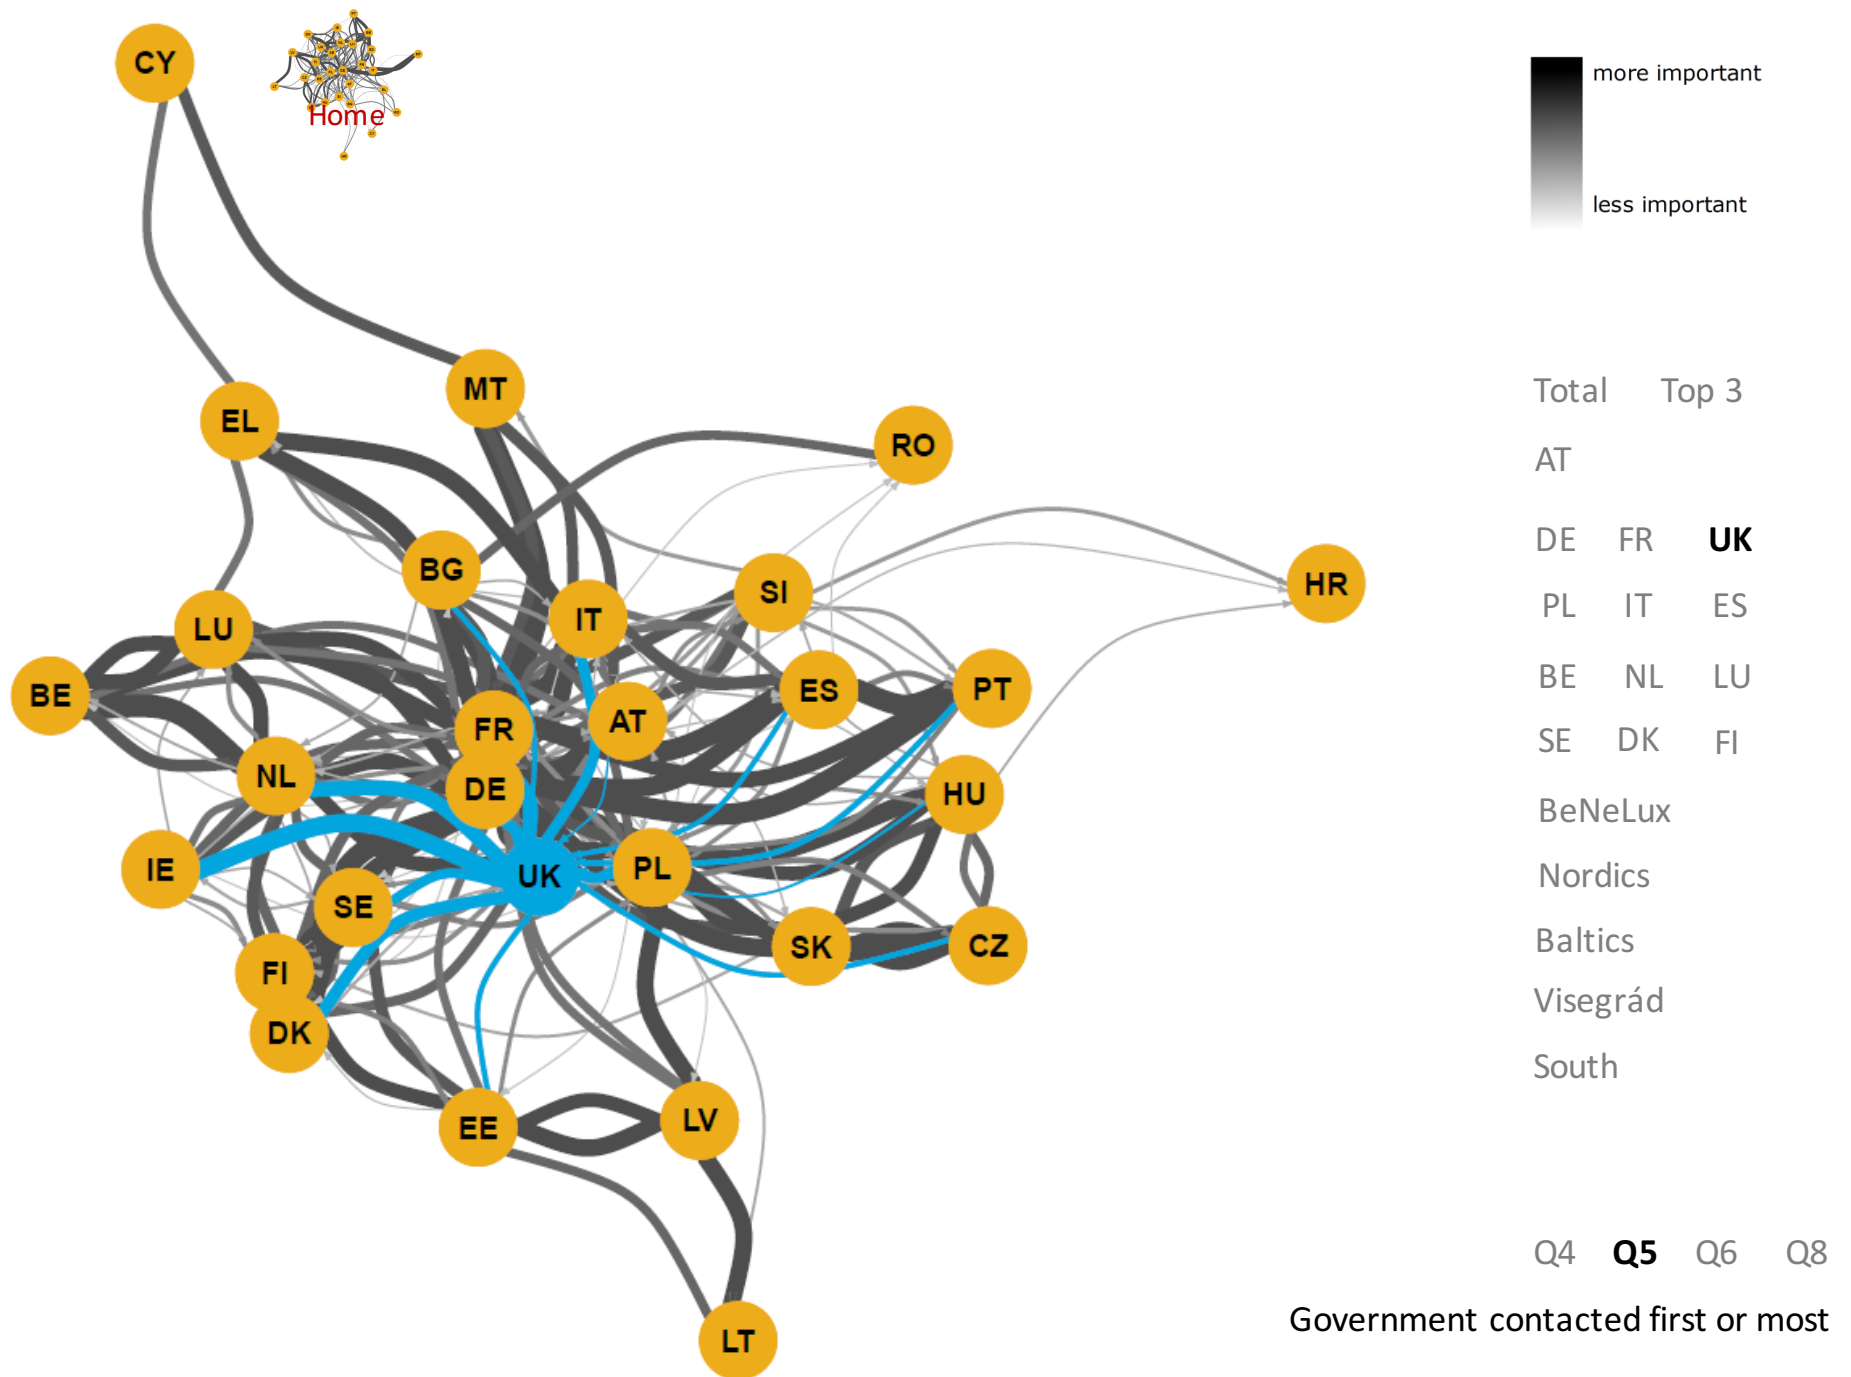 CY
Home
more important
less important
MT
EL
RO
Total Top 3
AT
BG
SI
HR
DE FR UK
LU
IT
PL IT ES
BE
ES
PT
BE NL LU
FR
AT
NL
DE
HU
SE DK FI
IE
UK
PL
BeNeLux
SE
Nordics
FI
SK
CZ
Baltics
DK
Visegrád
South
EE
LV
Q4 Q5 Q6 Q8
LT
Government contacted first or most